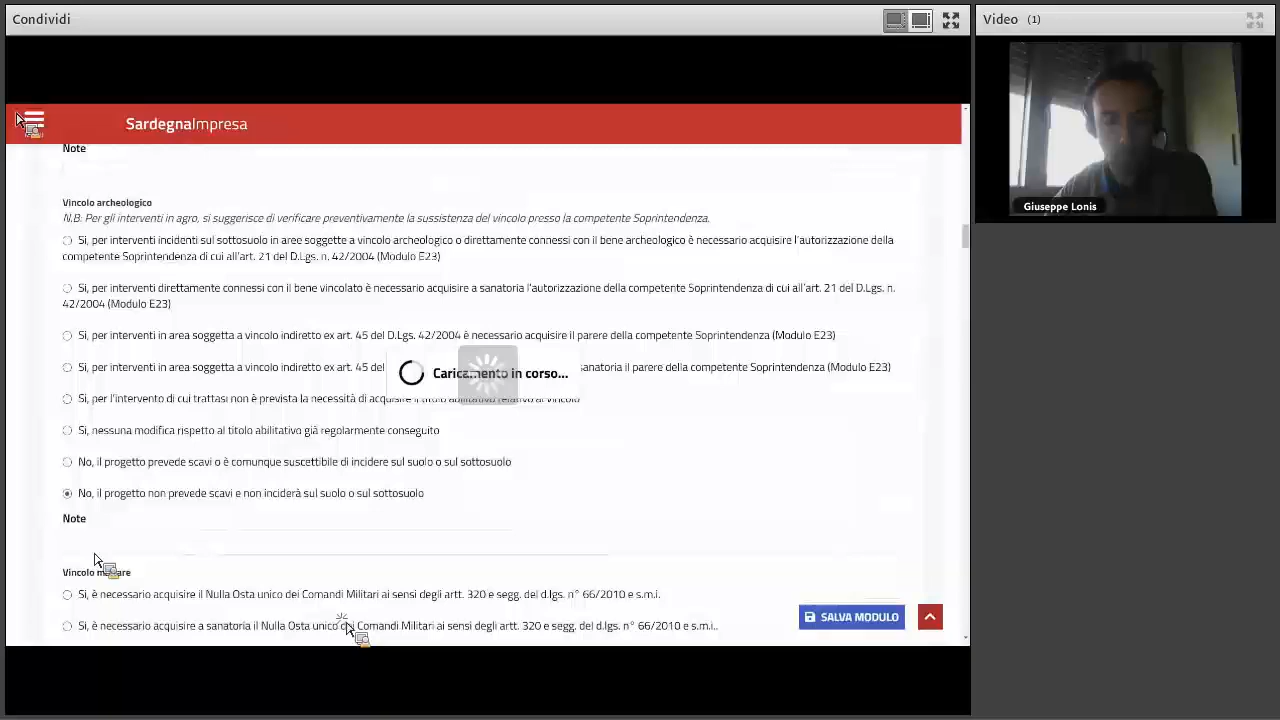 Condividi
Video (1)
SardegnaImpresa
Giuseppe Lonis
Note
Vincolo archeologico
N.B: Per gli interventi in agro, si suggerisce di verificare preventivamente la sussistenza del vincolo presso la competente Soprintendenza.
Sì, per interventi incidenti sul sottosuolo in aree soggette a vincolo archeologico o direttamente connessi con il bene archeologico è necessario acquisire l'autorizzazione della
competente Soprintendenza di cui all'art. 21 del D.Lgs. n. 42/2004 (Modulo E23)
Sì, per interventi direttamente connessi con il bene vincolato è necessario acquisire a sanatoria l'autorizzazione della competente Soprintendenza di cui all'art. 21 del D.Lgs. n.
42/2004 (Modulo E23)
Sì, per interventi in area soggetta a vincolo indiretto ex art. 45 del D.Lgs. 42/2004 è necessario acquisire il parere della competente Soprintendenza (Modulo E23)
Sì, per interventi in area soggetta a vincolo indiretto ex art. 45 del sanatoria il parere della competente Soprintendenza (Modulo E23)
Caricamento in corso...
Sì, per l'intervento di cui trattasi non è prevista la necessità di acquisire il titolo abilitativo relativo al vincolo
Sì, nessuna modifica rispetto al titolo abilitativo già regolarmente conseguito
No, il progetto prevede scavi o è comunque suscettibile di incidere sul suolo o sul sottosuolo
No, il progetto non prevede scavi e non inciderà sul suolo o sul sottosuolo
Note
Vincolo militare
Sì, è necessario acquisire il Nulla Osta unico dei Comandi Militari ai sensi degli artt. 320 e segg. del d.lgs. n° 66/2010 e s.m.i.
Sì, è necessario acquisire a sanatoria il Nulla Osta unico dei Comandi Militari ai sensi degli artt. 320 e segg. del d.lgs. n° 66/2010 e s.m.i..
SALVA MODULO